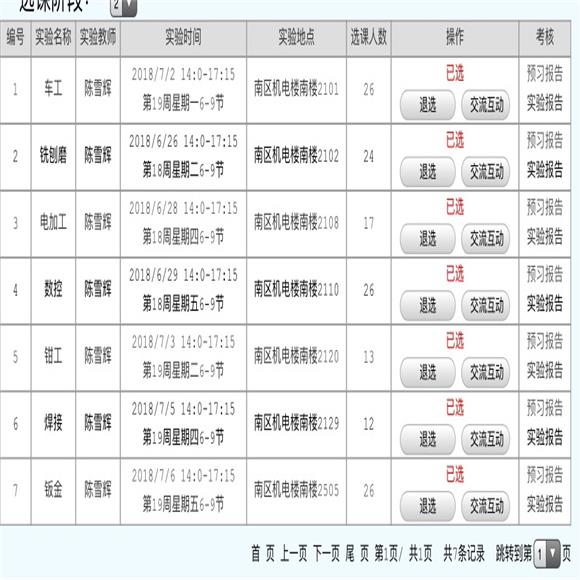 选课阶段： 2
编号 实验名称 实验教师 实验时间 实验地点 选课人数 操作 考核
1 车工 陈雪辉 2018/7/2 14:0-17:15 第19周星期一6-9节 南区机电楼南楼2101 26 已选 退选 交流互动 预习报告 实验报告
2 铣刨磨 陈雪辉 2018/6/26 14:0-17:15 第18周星期二6-9节 南区机电楼南楼2102 24 已选 退选 交流互动 预习报告 实验报告
3 电加工 陈雪辉 2018/6/28 14:0-17:15 第18周星期四6-9节 南区机电楼南楼2108 17 已选 退选 交流互动 预习报告 实验报告
4 数控 陈雪辉 2018/6/29 14:0-17:15 第18周星期五6-9节 南区机电楼南楼2110 26 已选 退选 交流互动 预习报告 实验报告
5 钳工 陈雪辉 2018/7/3 14:0-17:15 第19周星期二6-9节 南区机电楼南楼2120 13 已选 退选 交流互动 预习报告 实验报告
6 焊接 陈雪辉 2018/7/5 14:0-17:15 第19周星期四6-9节 南区机电楼南楼2129 12 已选 退选 交流互动 预习报告 实验报告
7 钣金 陈雪辉 2018/7/6 14:0-17:15 第19周星期五6-9节 南区机电楼南楼2505 26 已选 退选 交流互动 预习报告 实验报告
首 页 上一页 下一页 尾 页 第1页/ 共1页 共7条记录 跳转到第 1 页